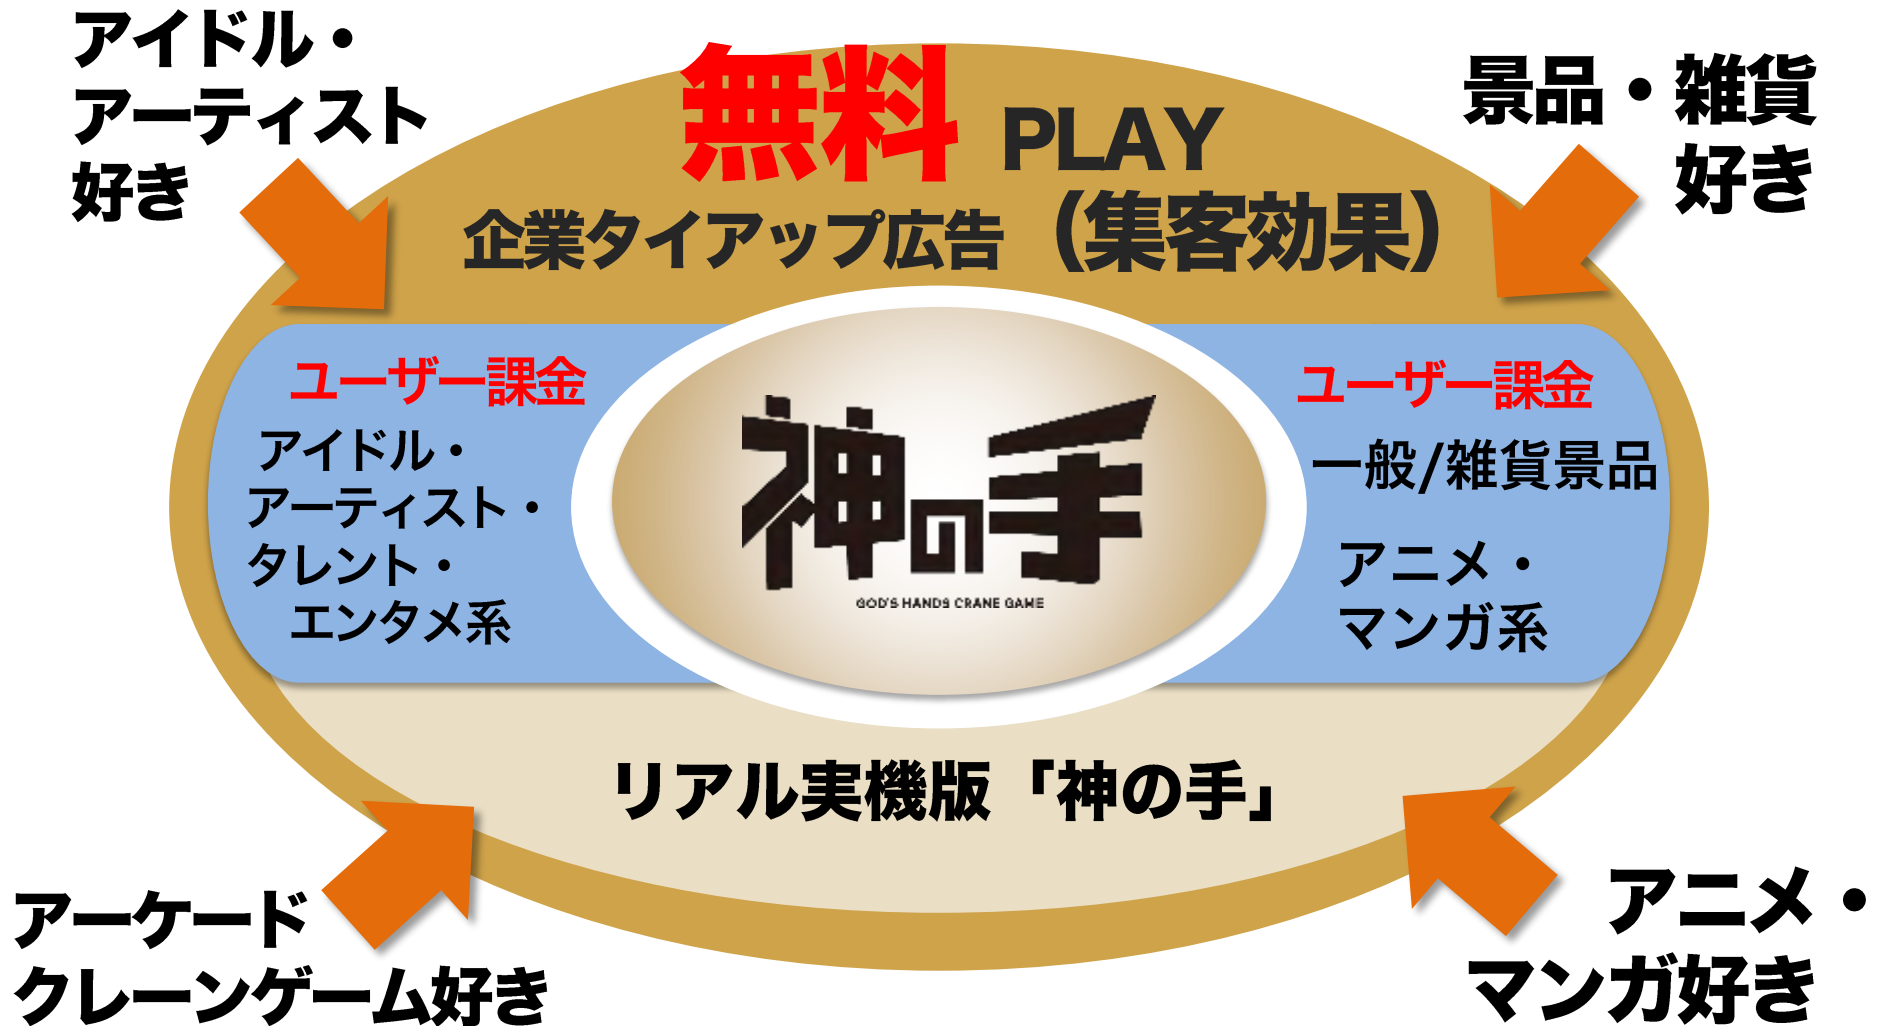 アイドル・
アーティスト
好き
景品・雑貨
好き
無料 PLAY
企業タイアップ広告（集客効果）
ユーザー課金
アイドル・
アーティスト・
タレント・
エンタメ系
神の手
GOD'S HANDS CRANE GAME
ユーザー課金
一般/雑貨景品
アニメ・
マンガ系
リアル実機版「神の手」
アーケード
クレーンゲーム好き
アニメ・
マンガ好き